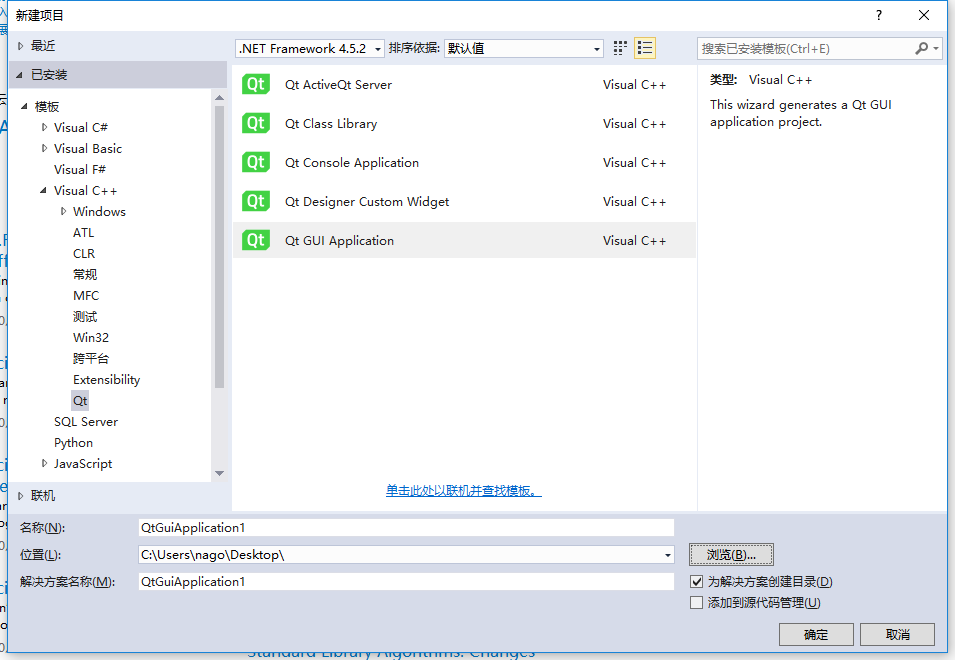 新建项目
?
最近
.NET Framework 4.5.2
排序依据:
默认值
搜索已安装模板(Ctrl+E)
已安装
模板
Visual C#
Visual Basic
Visual F#
Visual C++
Windows
ATL
CLR
常规
MFC
测试
Win32
跨平台
Extensibility
Qt
SQL Server
Python
JavaScript
联机
Qt Qt ActiveQt Server Visual C++
Qt Qt Class Library Visual C++
Qt Qt Console Application Visual C++
Qt Qt Designer Custom Widget Visual C++
Qt Qt GUI Application Visual C++
单击此处以联机并查找模板。
类型: Visual C++
This wizard generates a Qt GUI
application project.
名称(N): QtGuiApplication1
位置(L): C:\Users\nago\Desktop\
浏览(B)...
解决方案名称(M): QtGuiApplication1
为解决方案创建目录(D)
添加到源代码管理(U)
确定
取消
Standard Library Algorithms: Changes